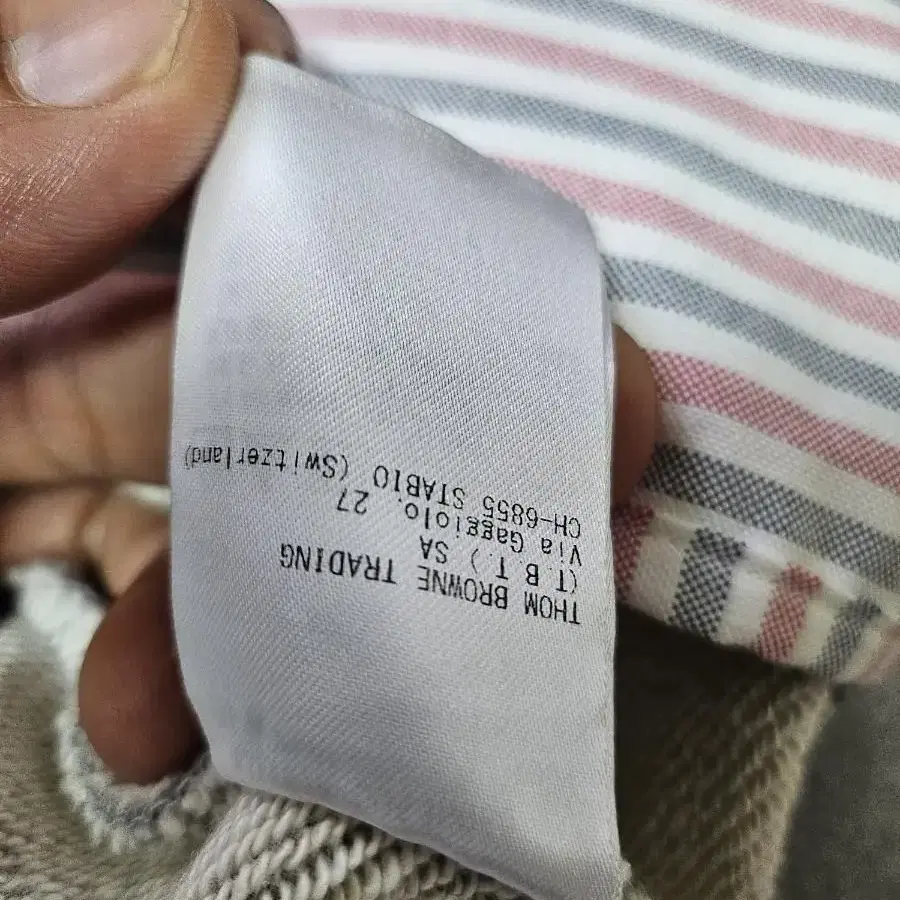 THOM BROWNE TRADING
(T.B.T.) SA
Via Gaggiolo, 27
CH-6855 STABIO (Switzerland)